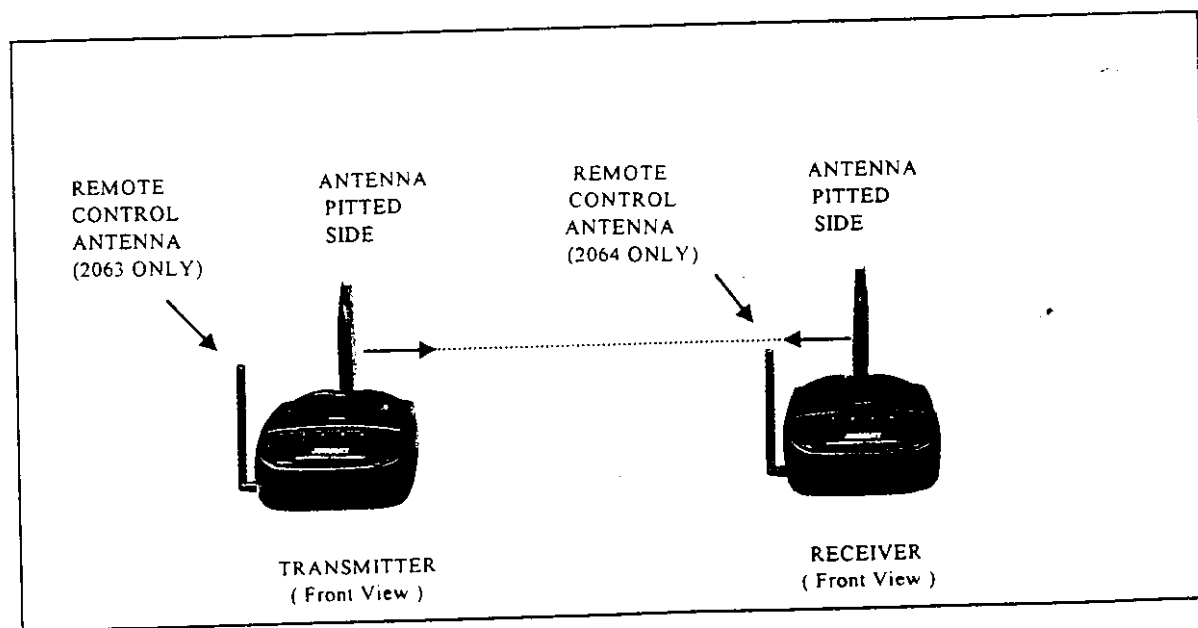 REMOTE
CONTROL
ANTENNA
(2063 ONLY)
ANTENNA
PITTED
SIDE
REMOTE
CONTROL
ANTENNA
(2064 ONLY)
ANTENNA
PITTED
SIDE
TRANSMITTER
( Front View )
RECEIVER
( Front View )